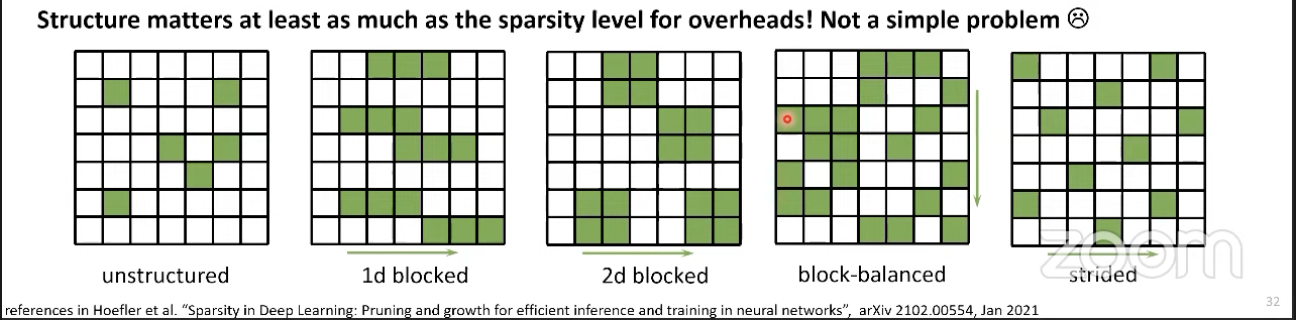 Structure matters at least as much as the sparsity level for overheads! Not a simple problem ☹
unstructured
1d blocked
2d blocked
block-balanced
strided
zoom
references in Hoefler et al. “Sparsity in Deep Learning: Pruning and growth for efficient inference and training in neural networks”, arXiv 2102.00554, Jan 2021
32